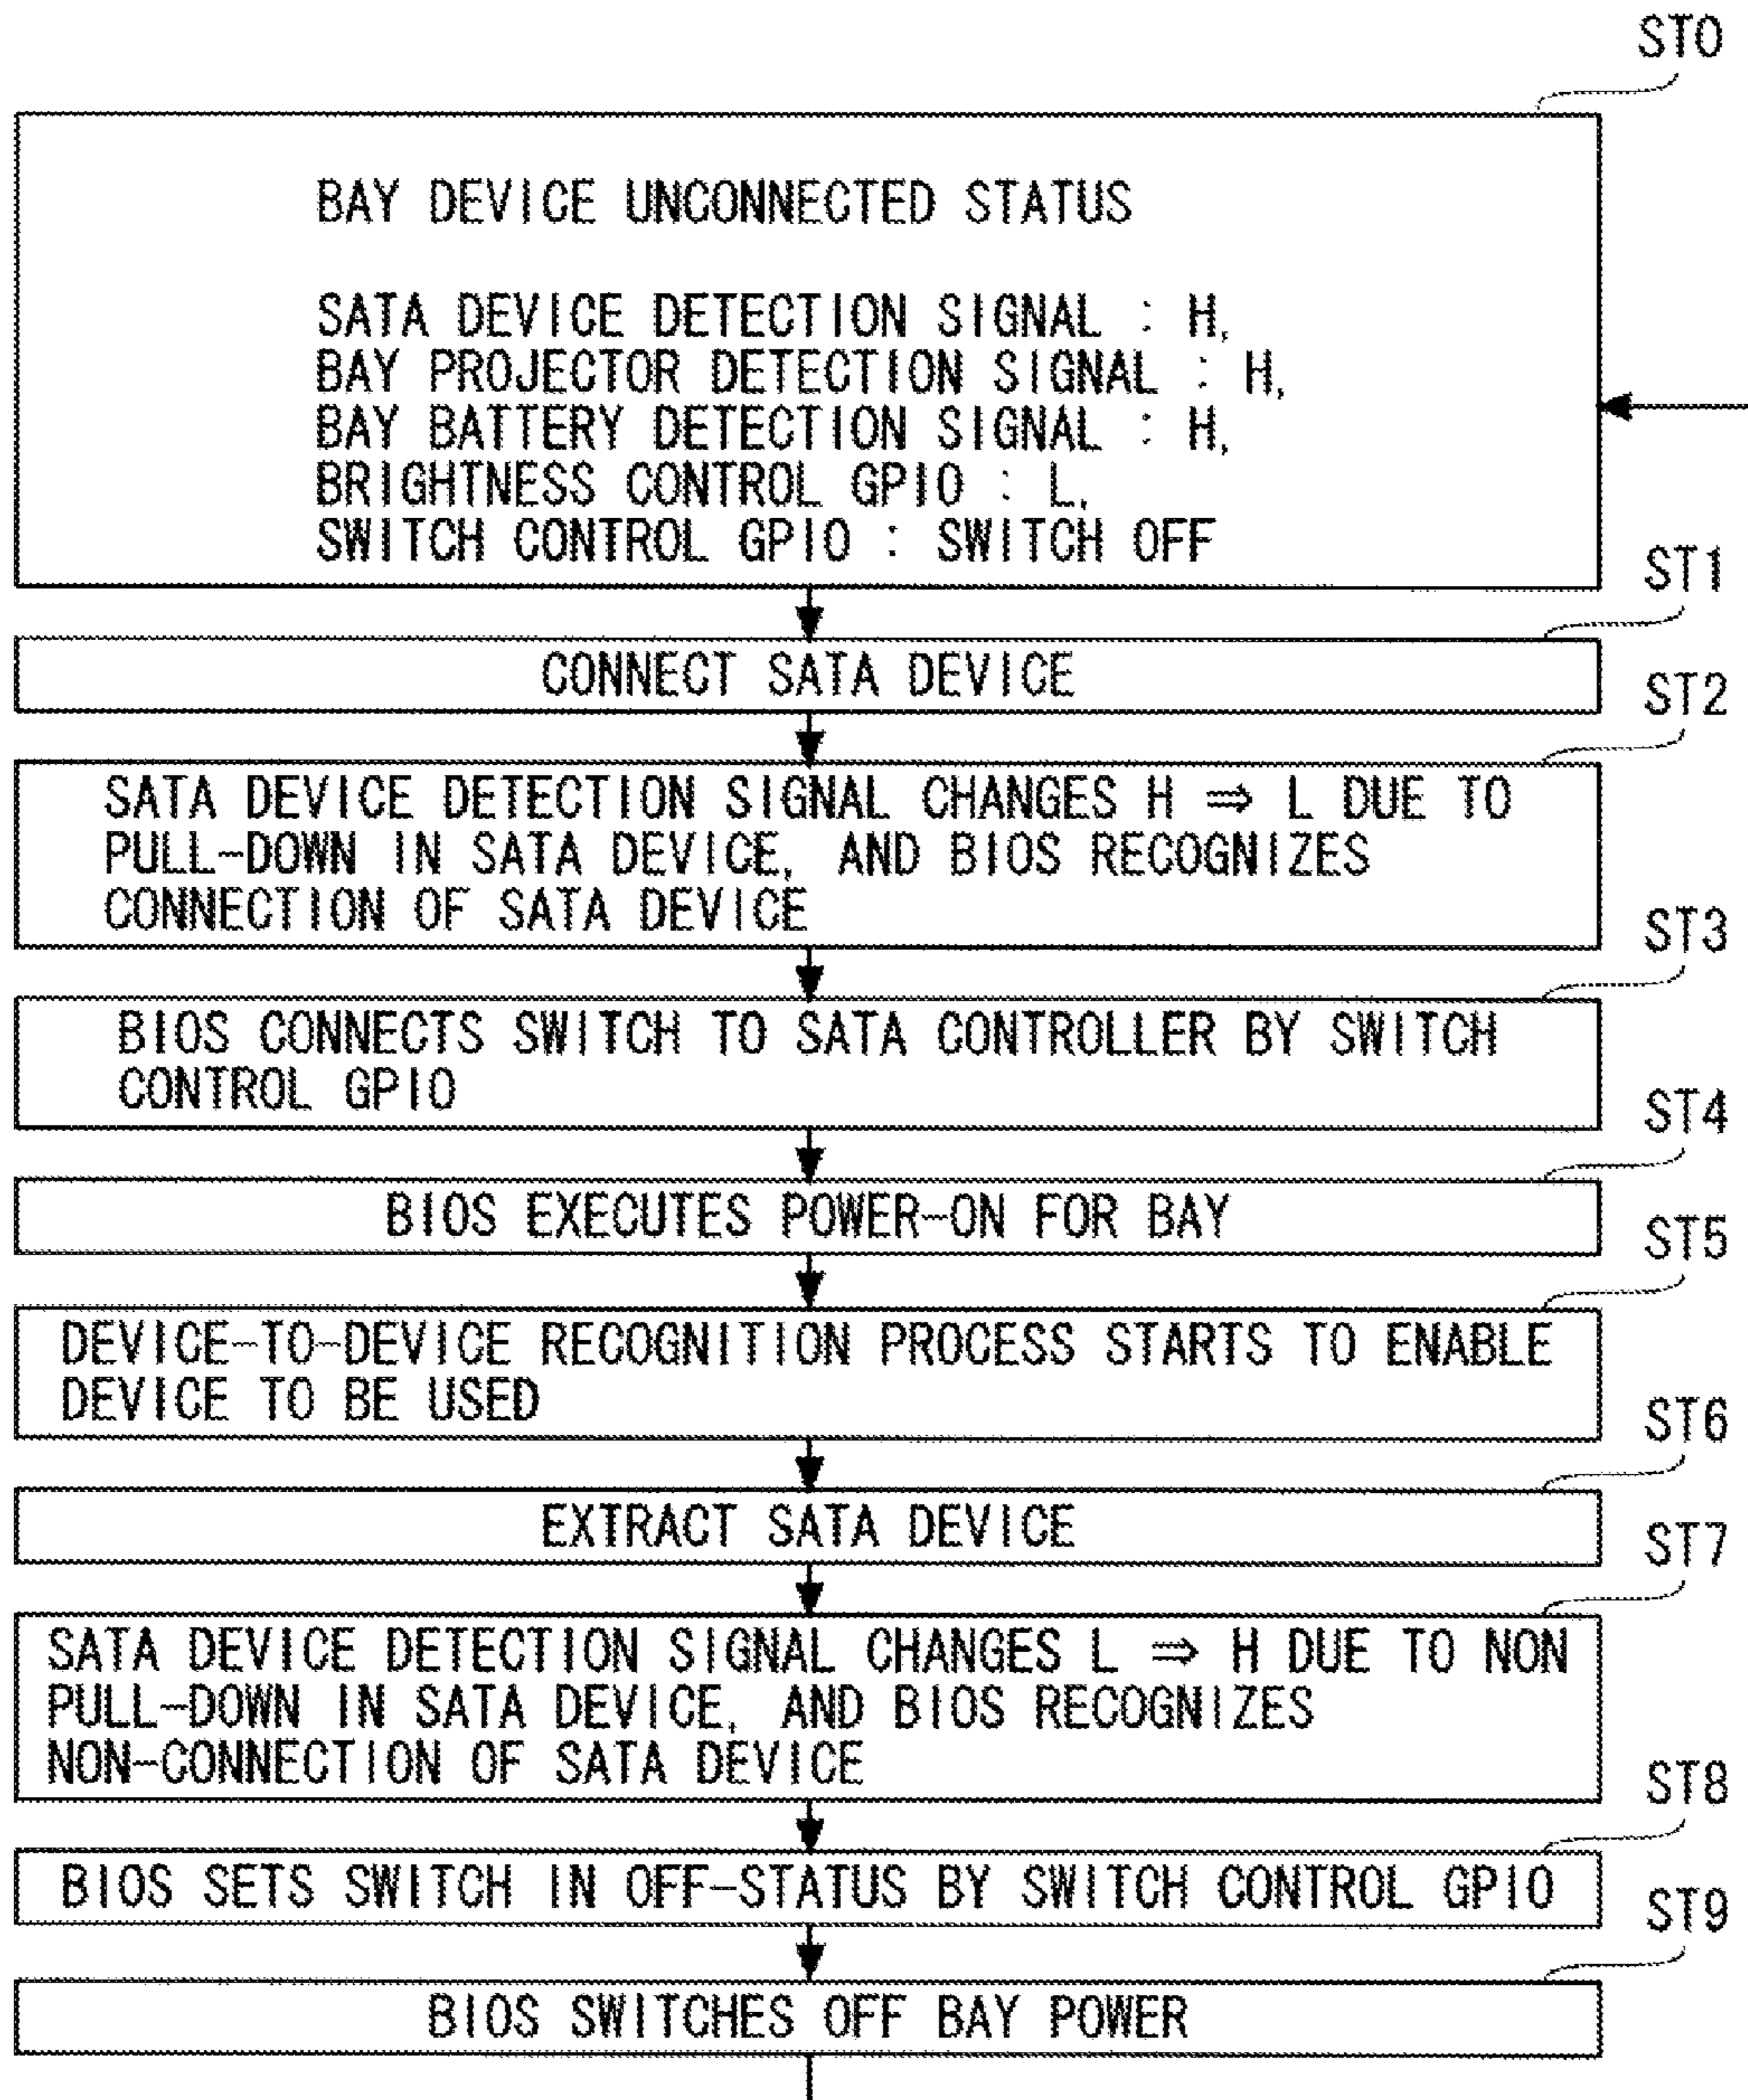 ST0
BAY DEVICE UNCONNECTED STATUS
SATA DEVICE DETECTION SIGNAL : H,
BAY PROJECTOR DETECTION SIGNAL : H,
BAY BATTERY DETECTION SIGNAL : H,
BRIGHTNESS CONTROL GPIO : L,
SWITCH CONTROL GPIO : SWITCH OFF
ST1
CONNECT SATA DEVICE
ST2
SATA DEVICE DETECTION SIGNAL CHANGES H ⇒ L DUE TO
PULL-DOWN IN SATA DEVICE, AND BIOS RECOGNIZES
CONNECTION OF SATA DEVICE
ST3
BIOS CONNECTS SWITCH TO SATA CONTROLLER BY SWITCH
CONTROL GPIO
ST4
BIOS EXECUTES POWER-ON FOR BAY
ST5
DEVICE-TO-DEVICE RECOGNITION PROCESS STARTS TO ENABLE
DEVICE TO BE USED
ST6
EXTRACT SATA DEVICE
ST7
SATA DEVICE DETECTION SIGNAL CHANGES L ⇒ H DUE TO NON
PULL-DOWN IN SATA DEVICE, AND BIOS RECOGNIZES
NON-CONNECTION OF SATA DEVICE
ST8
BIOS SETS SWITCH IN OFF-STATUS BY SWITCH CONTROL GPIO
ST9
BIOS SWITCHES OFF BAY POWER